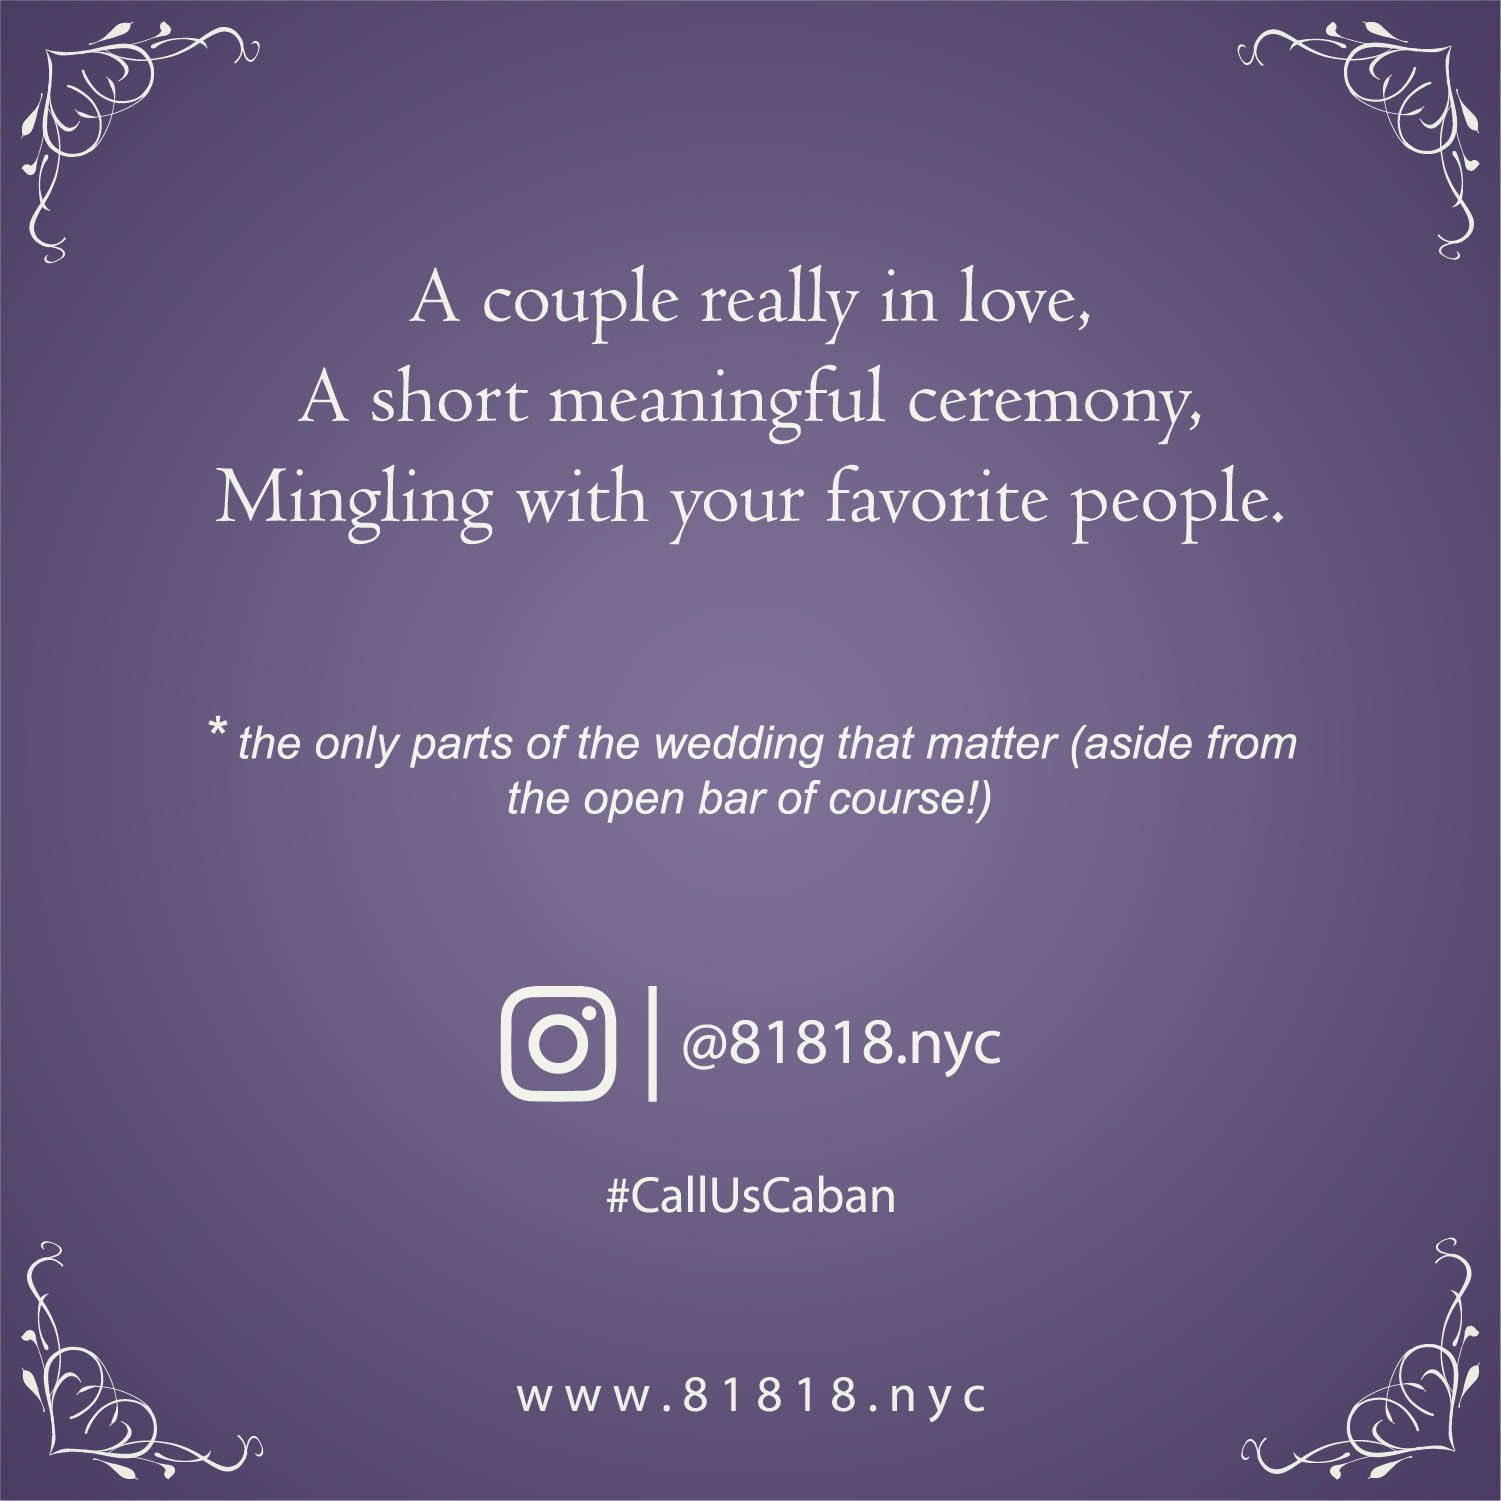 A couple really in love,
A short meaningful ceremony,
Mingling with your favorite people.
* the only parts of the wedding that matter (aside from
the open bar of course!)
@81818.nyc
#CallUsCaban
www.81818.nyc